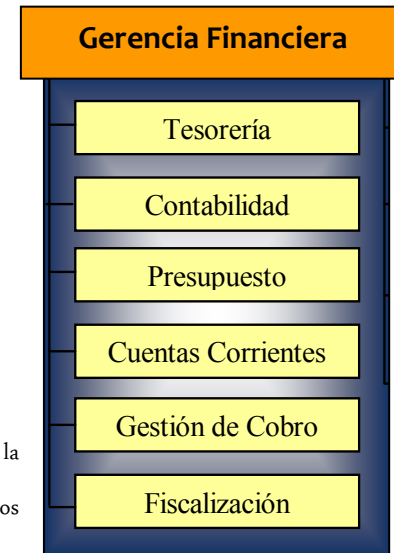 Gerencia Financiera
Tesorería
Contabilidad
Presupuesto
Cuentas Corrientes
Gestión de Cobro
la
Fiscalización
os